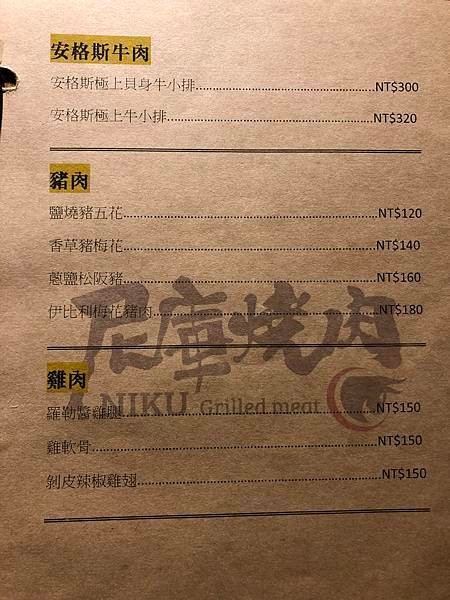 安格斯牛肉
安格斯極上貝身牛小排 NT$300
安格斯極上牛小排 NT$320
豬肉
鹽燒豬五花 NT$120
香草豬梅花 NT$140
蔥鹽松阪豬 NT$160
伊比利梅花豬肉 NT$180
尼庫燒肉
NIKU Grilled meat
雞肉
羅勒醬雞腿 NT$150
雞軟骨 NT$150
剝皮辣椒雞翅 NT$150